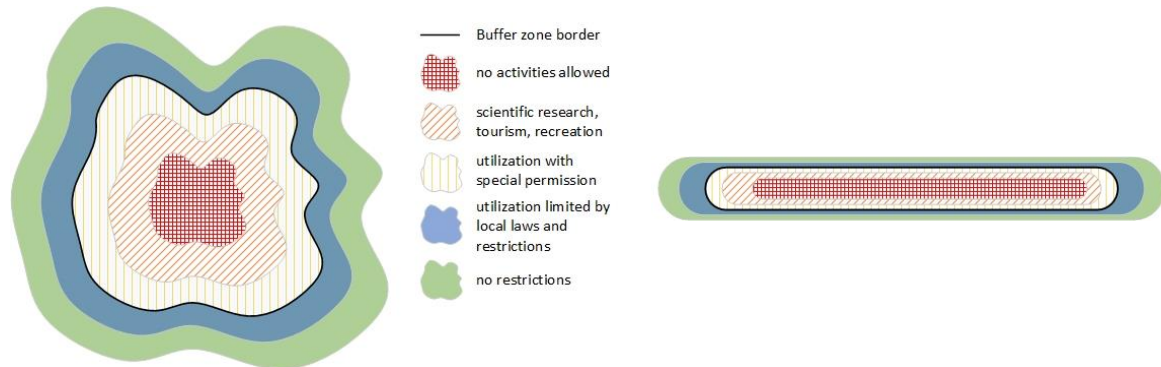 Buffer zone border
no activities allowed
scientific research,
tourism, recreation
utilization with
special permission
utilization limited by
local laws and
restrictions
no restrictions